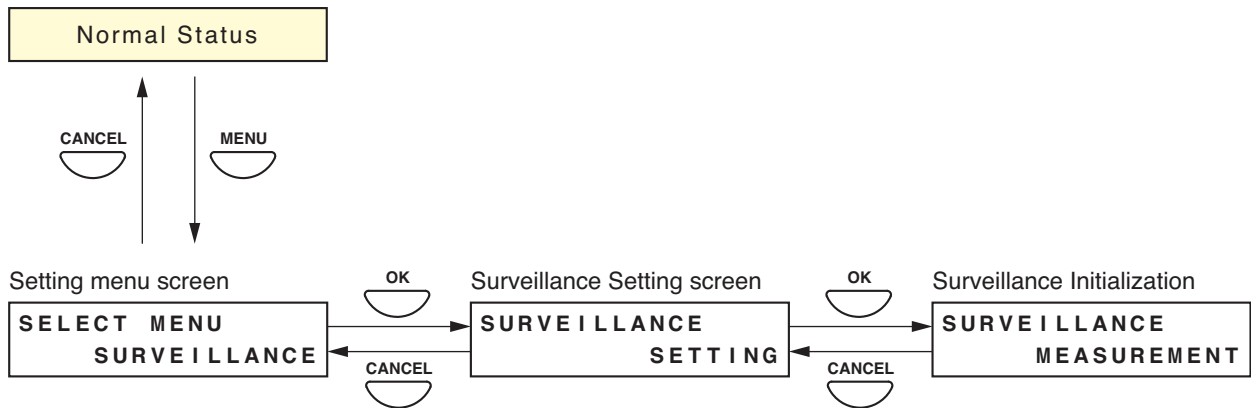 Normal Status
CANCEL
MENU
Setting menu screen
SELECT MENU
SURVEILLANCE
OK
CANCEL
Surveillance Setting screen
SURVEILLANCE
SETTING
OK
CANCEL
Surveillance Initialization
SURVEILLANCE
MEASUREMENT